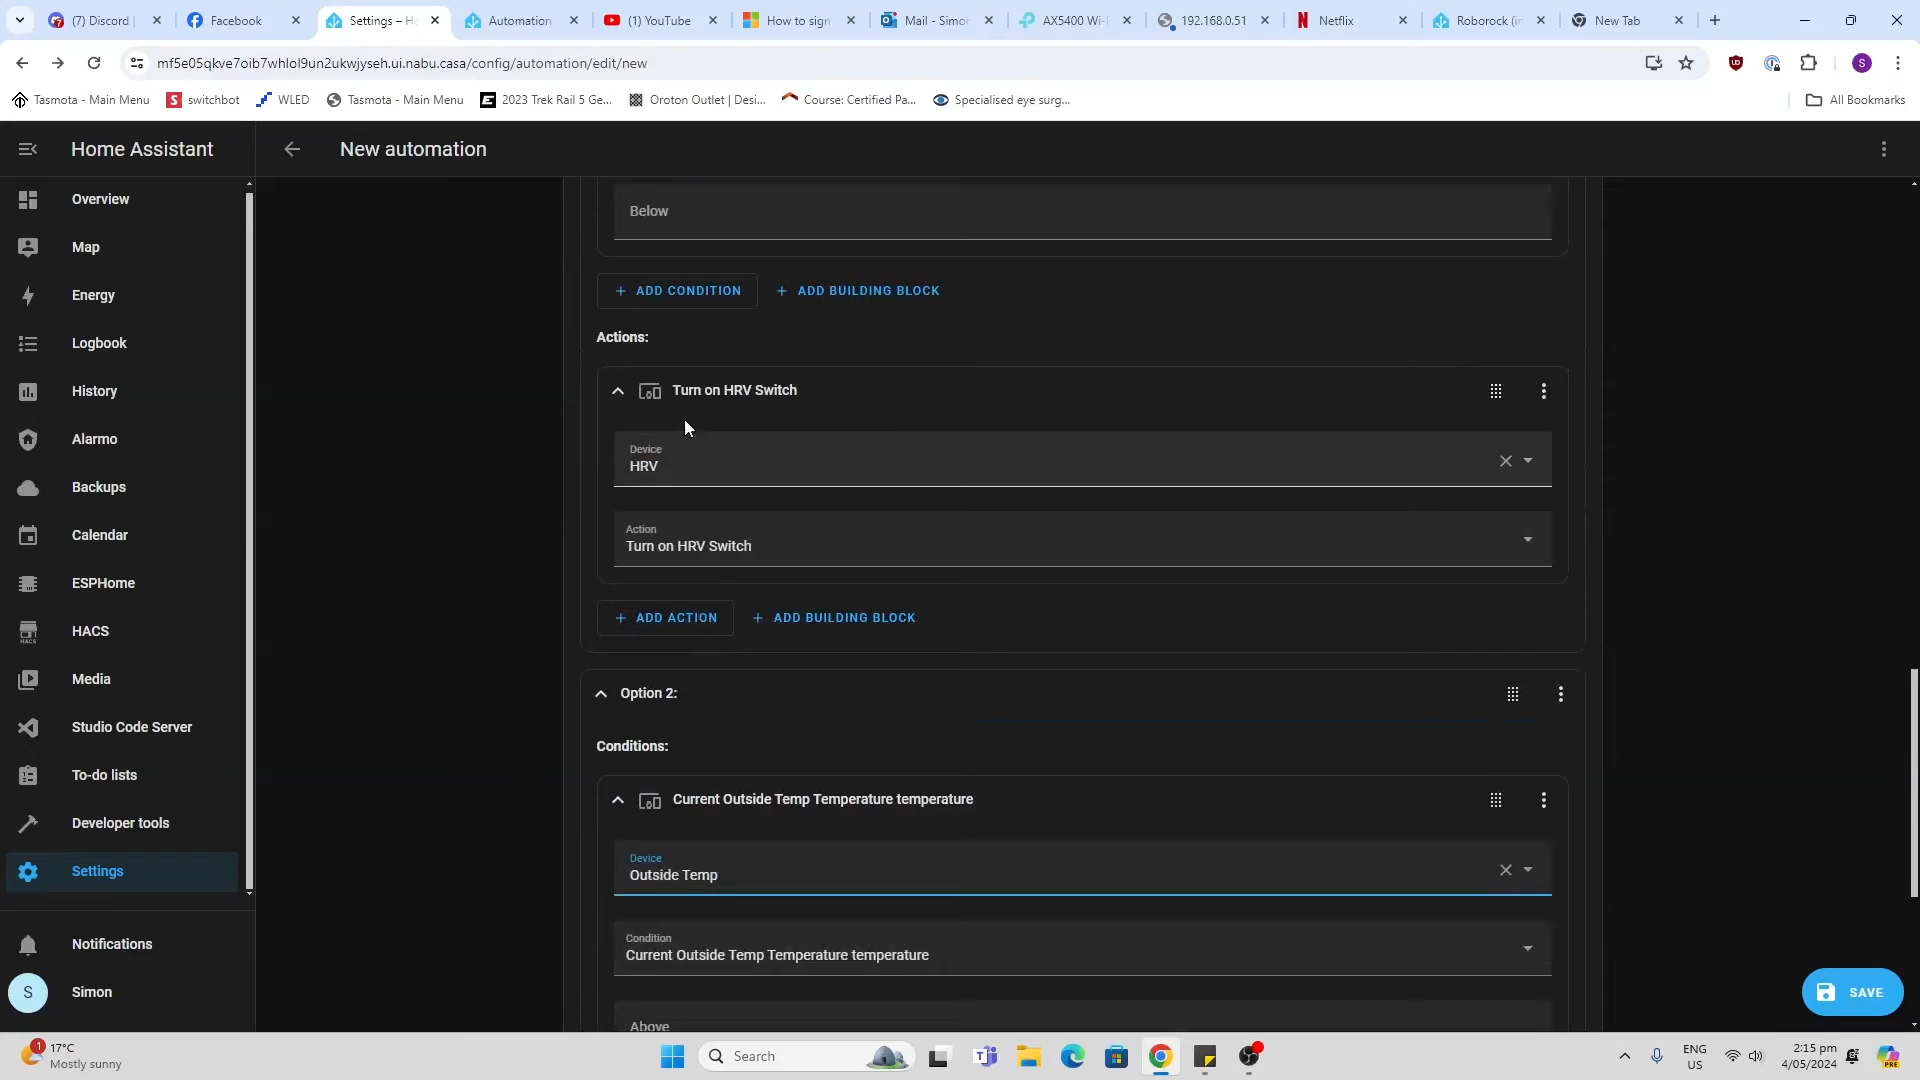 (7) Discord |
Facebook
Settings – Ho
Automation
(1) YouTube
How to sign
Mail - Simon
AX5400 Wi-
192.168.0.51
Netflix
Roborock (in
New Tab
mf5e05qkve7oib7whlol9un2ukwjyseh.ui.nabu.casa/config/automation/edit/new
S
Tasmota - Main Menu
switchbot
WLED
Tasmota - Main Menu
2023 Trek Rail 5 Ge...
Oroton Outlet | Desi...
Course: Certified Pa...
Specialised eye surg...
All Bookmarks
Home Assistant
New automation
Overview
Map
Energy
Logbook
History
Alarmo
Backups
Calendar
ESPHome
HACS
Media
Studio Code Server
To-do lists
Developer tools
Settings
Notifications
S
Simon
Below
ADD CONDITION
ADD BUILDING BLOCK
Actions:
Turn on HRV Switch
Device
HRV
Action
Turn on HRV Switch
ADD ACTION
ADD BUILDING BLOCK
Option 2:
Conditions:
Current Outside Temp Temperature temperature
Device
Outside Temp
Condition
Current Outside Temp Temperature temperature
Above
SAVE
1
17°C
Mostly sunny
Search
ENG
US
2:15 pm
4/05/2024
PRE